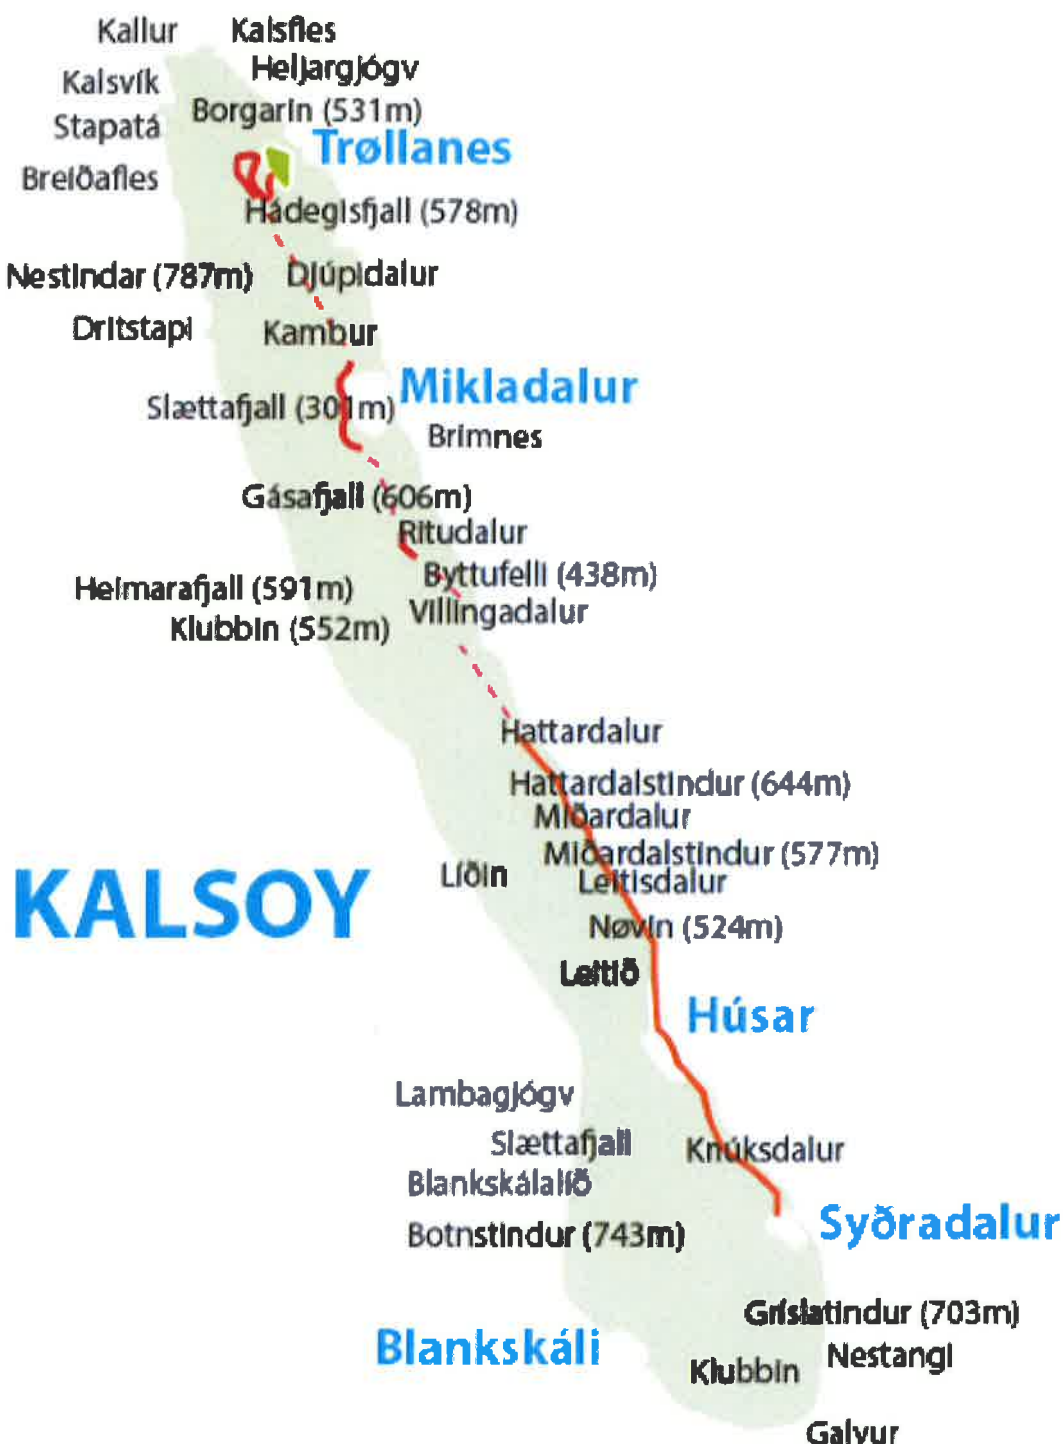 Kallur
Kalsfles
Heljargjógv
Kalsvík
Borgarin (531m)
Stapatá
Trøllanes
Breiðafles
Hádegisfjall (578m)
Nestindar (787m)
Djúpidalur
Dritstapi
Kambur
Mikladalur
Slættafjall (301m)
Brimnes
Gásafjall (606m)
Ritudalur
Byttufelli (438m)
Heimarafjall (591m)
Villingadalur
Klubbin (552m)
Hattardalur
Hattardalstindur (644m)
Miðardalur
Miðardalstindur (577m)
Líðin
Leitisdalur
KALSOY
Nøvin (524m)
Leitið
Húsar
Lambagjógv
Slættafjall
Knúksdalur
Blankskálalíð
Syðradalur
Botnstindur (743m)
Gríslatindur (703m)
Blankskáli
Nestangi
Klubbin
Galvur